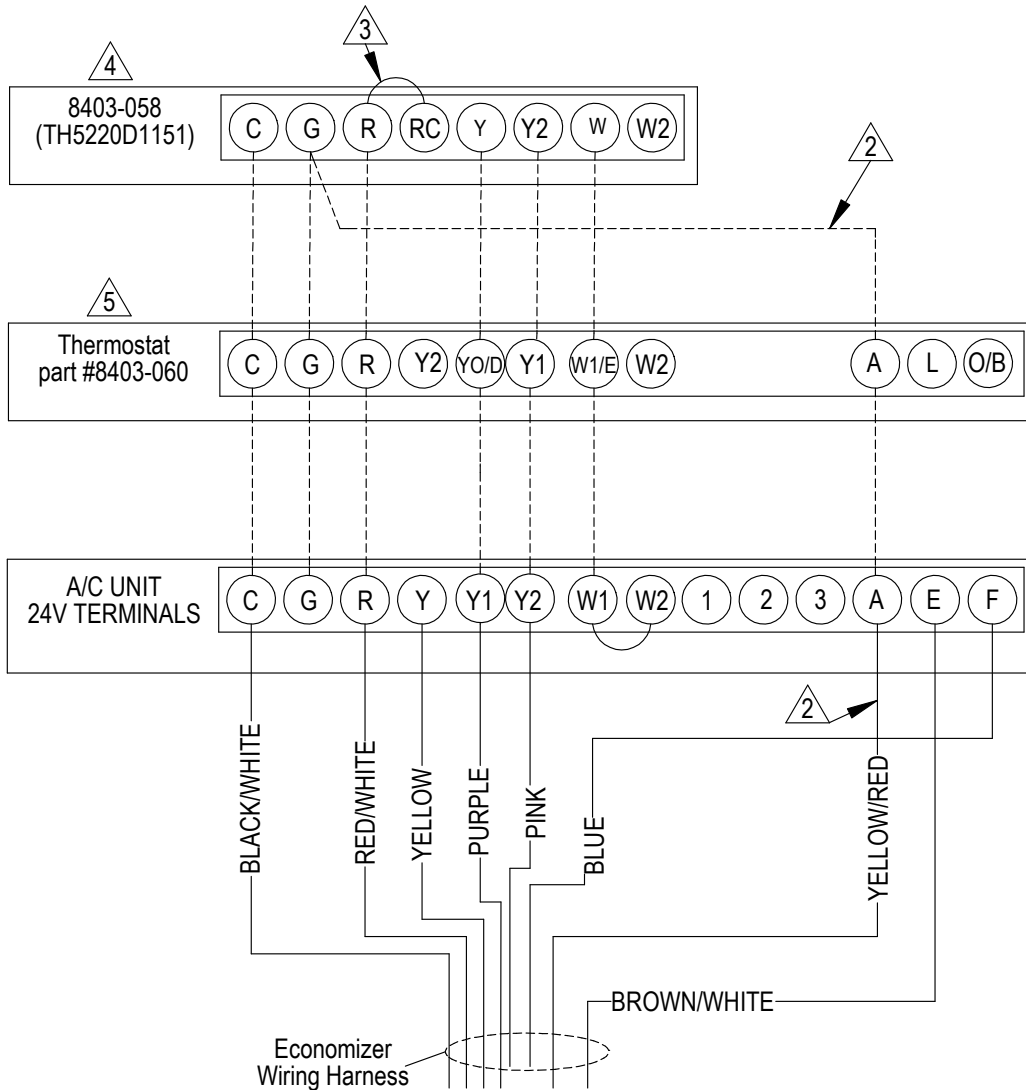 3
4
8403-058
(TH5220D1151)
C G R RC Y Y2 W W2
2
5
Thermostat
part #8403-060
C G R Y2 YO/D Y1 W1/E W2 A L O/B
A/C UNIT
24V TERMINALS
C G R Y Y1 Y2 W1 W2 1 2 3 A E F
2
BLACK/WHITE
RED/WHITE
YELLOW
PURPLE
PINK
BLUE
YELLOW/RED
BROWN/WHITE
Economizer
Wiring Harness